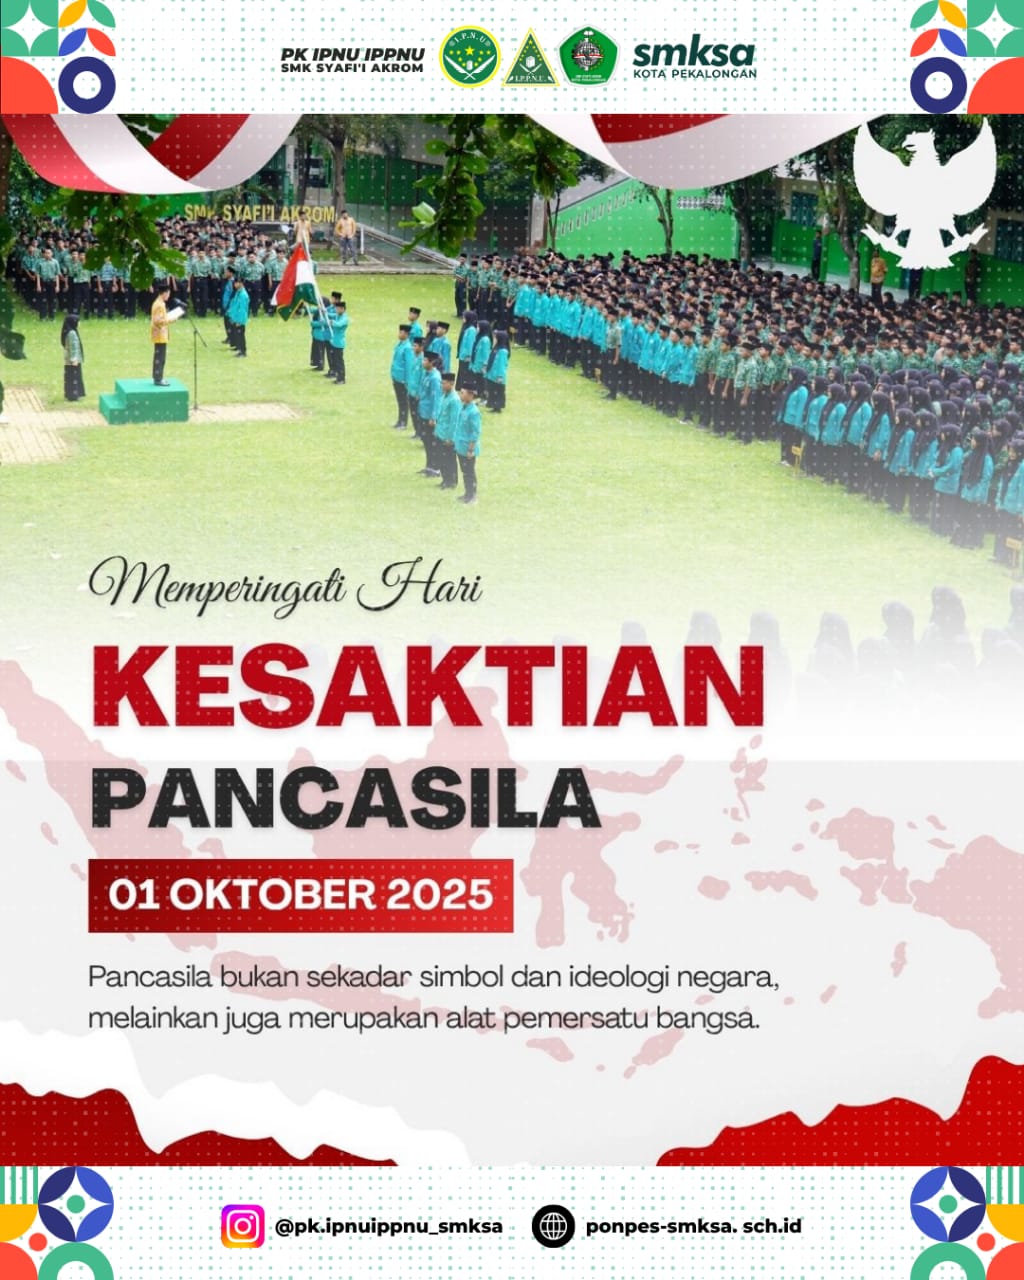 PK IPNU IPPNU
SMK SYAFI'I AKROM
I.P.N.U
I.P.P.N.U.
smksa
KOTA PEKALONGAN
SMK SYAFI'I AKROM
Memperingati Hari
KESAKTIAN
PANCASILA
01 OKTOBER 2025
Pancasila bukan sekadar simbol dan ideologi negara,
melainkan juga merupakan alat pemersatu bangsa.
@pk.ipnuippnu_smksa
ponpes-smksa. sch.id